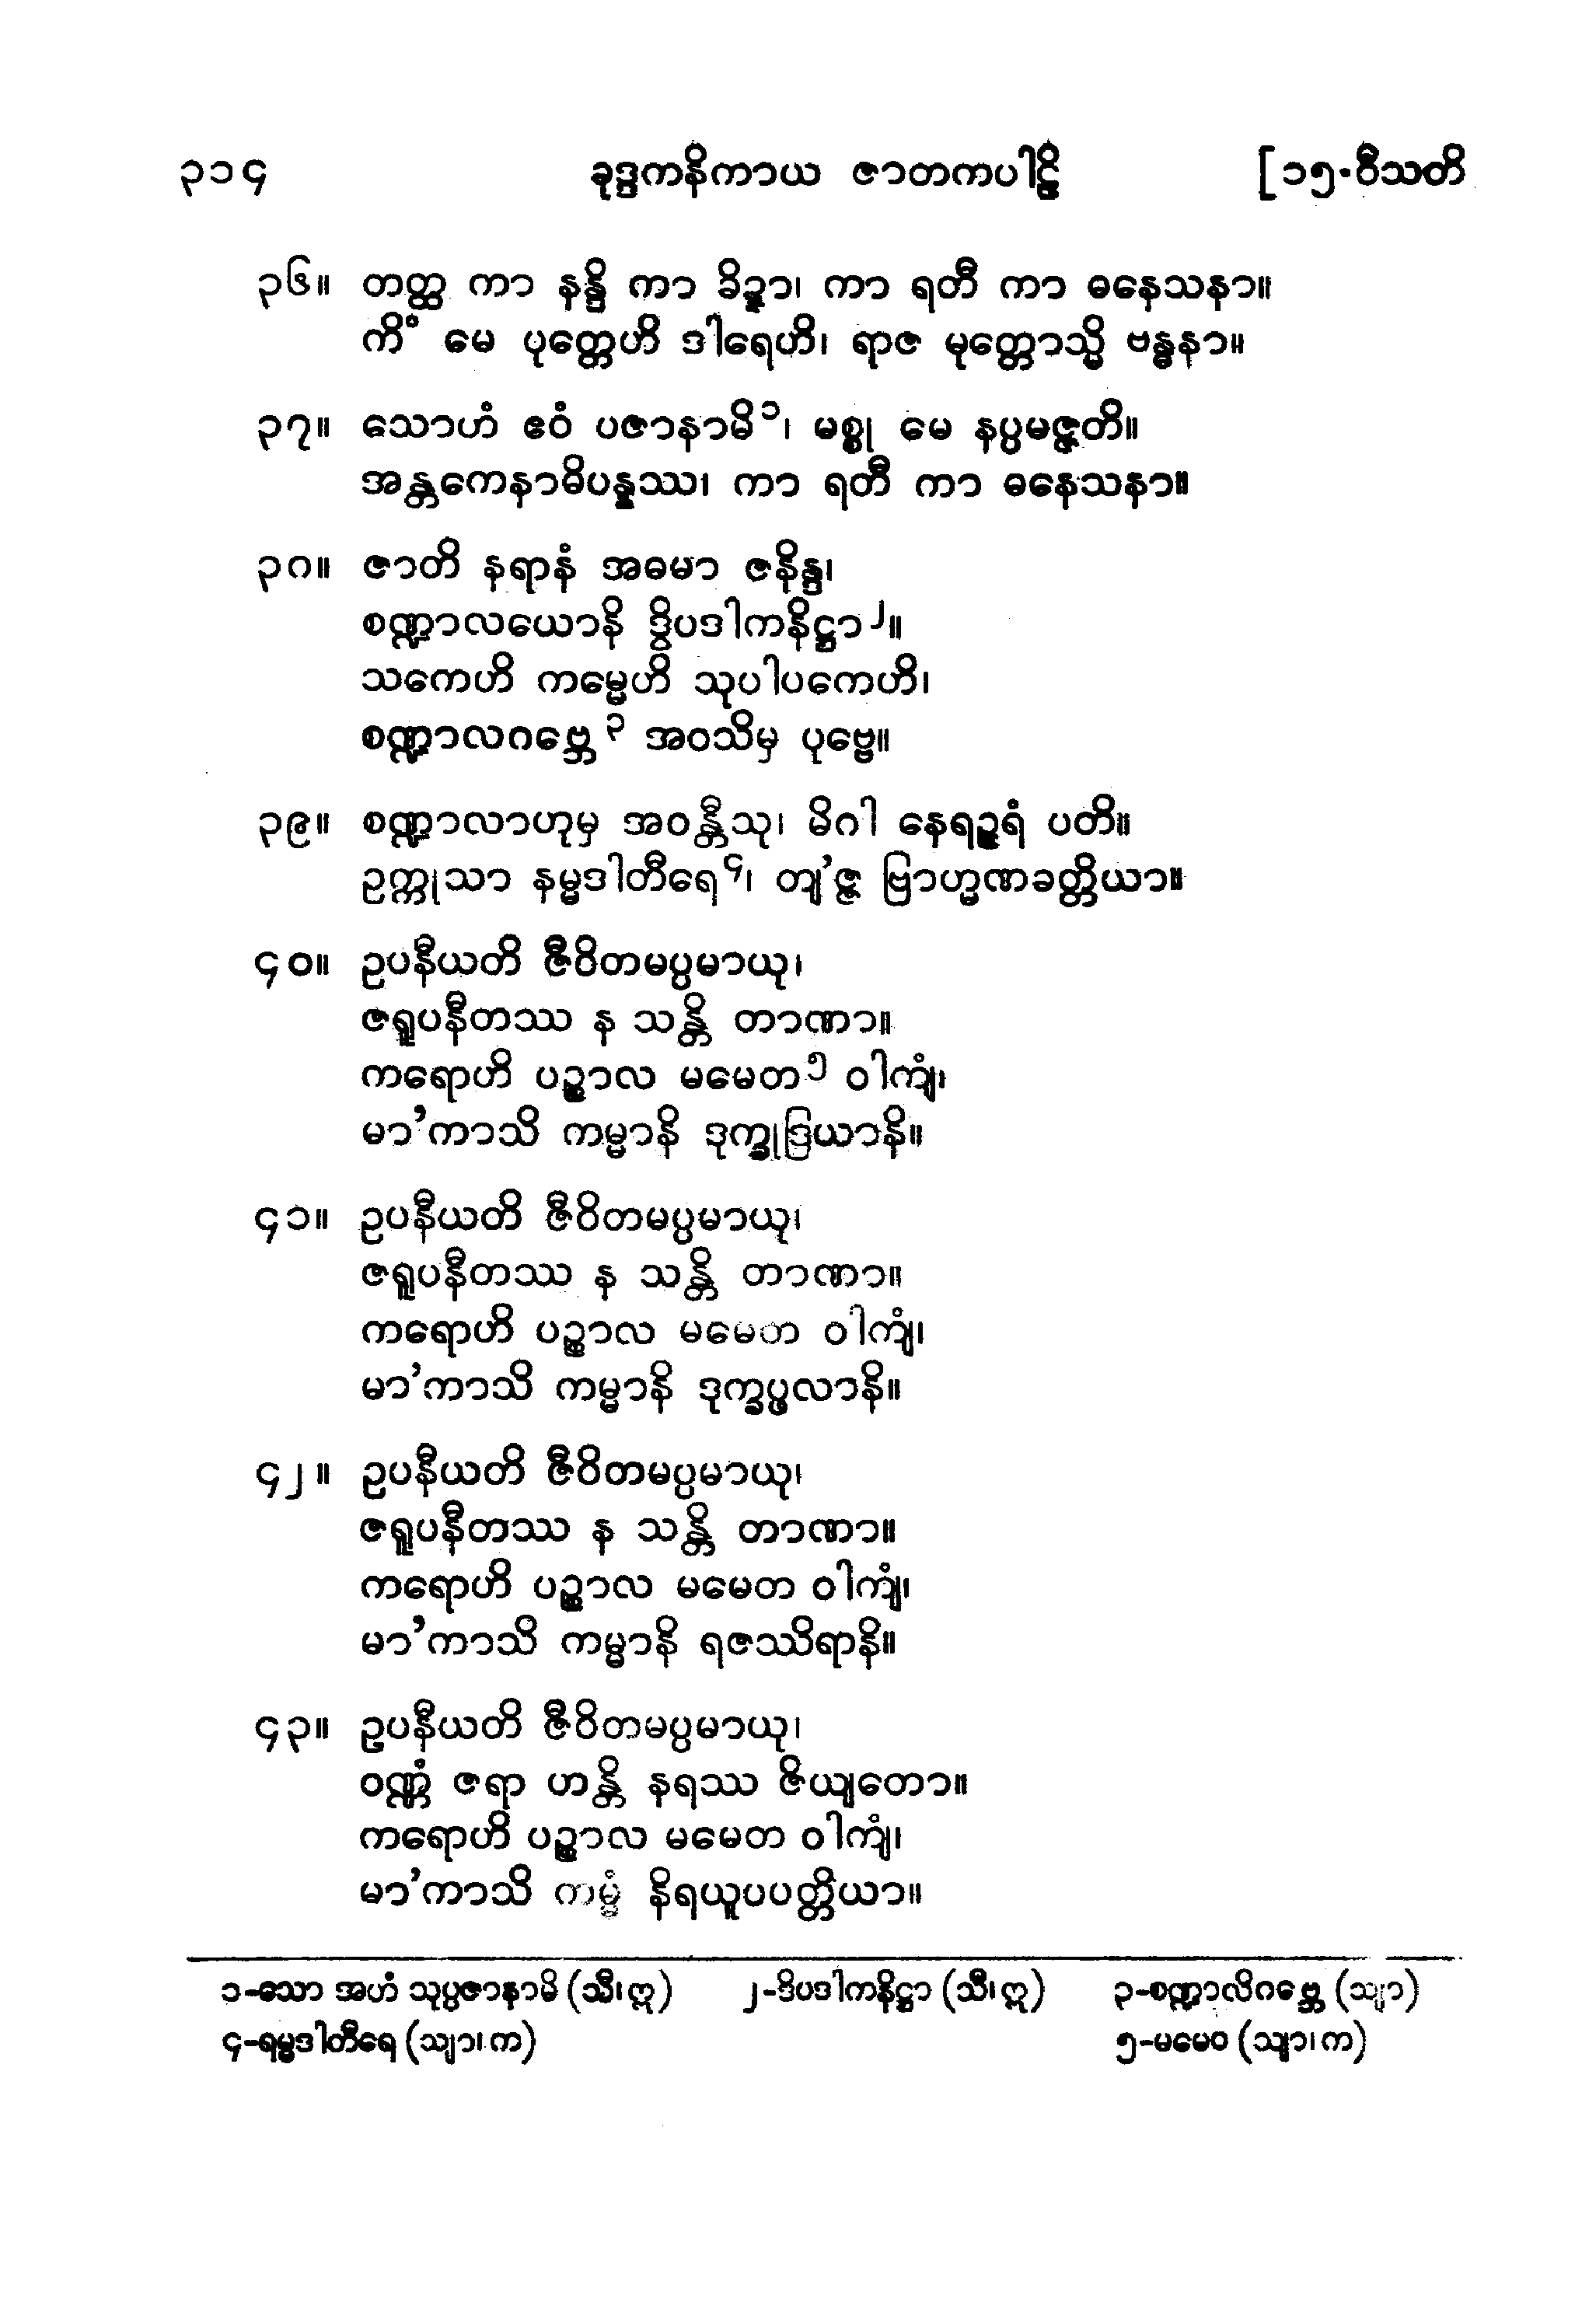 ၃၁၄ ခုဒ္ဒကနိကာယ ဇာတကပါဠိ [၁၅-ဝီသတိ
၃၆။ တတ္ထ ကာ နန္ဒိ ကာ ခိဍ္ဍာ၊ ကာ ရတီ ကာ ဓနေသနာ။
ကိံ မေ ပုတ္တေဟိ ဒါရေဟိ၊ ရာဇ မုတ္တောသ္မိ ဗန္ဓနာ။
၃၇။ သောဟံ ဧဝံ ပဇာနာမိ၁၊ မစ္စု မေ နပ္ပမဇ္ဇတိ။
အန္တကေနာဓိပန္နဿ၊ ကာ ရတီ ကာ ဓနေသနာ။
၃၈။ ဇာတိ နရာနံ အဓမာ ဇနိန္ဒ၊
စဏ္ဍာလယောနိ ဒွိပဒါကနိဋ္ဌာ၂။
သကေဟိ ကမ္မေဟိ သုပါပကေဟိ၊
စဏ္ဍာလဂဗ္ဘေ၃ အဝသိမှ ပုဗ္ဗေ။
၃၉။ စဏ္ဍာလာဟုမှ အဝန္တီသု၊ မိဂါ နေရဉ္ဇရံ ပတိ။
ဥက္ကုသာ နမ္မဒါတီရေ၄၊ တျ’ဇ္ဇ ဗြာဟ္မဏခတ္တိယာ။
၄၀။ ဥပနီယတိ ဇီဝိတမပ္ပမာယု၊
ဇရူပနီတဿ န သန္တိ တာဏာ။
ကရောဟိ ပဉ္စာလ မမေတ၅ ဝါကျံ၊
မာ’ကာသိ ကမ္မာနိ ဒုက္ခုဒြယာနိ။
၄၁။ ဥပနီယတိ ဇီဝိတမပ္ပမာယု၊
ဇရူပနီတဿ န သန္တိ တာဏာ။
ကရောဟိ ပဉ္စာလ မမေတ ဝါကျံ၊
မာ’ကာသိ ကမ္မာနိ ဒုက္ခပ္ဖလာနိ။
၄၂။ ဥပနီယတိ ဇီဝိတမပ္ပမာယု၊
ဇရူပနီတဿ န သန္တိ တာဏာ။
ကရောဟိ ပဉ္စာလ မမေတ ဝါကျံ၊
မာ’ကာသိ ကမ္မာနိ ရဇဿိရာနိ။
၄၃။ ဥပနီယတိ ဇီဝိတမပ္ပမာယု၊
ဝဏ္ဏံ ဇရာ ဟန္တိ နရဿ ဇိယျတော။
ကရောဟိ ပဉ္စာလ မမေတ ဝါကျံ၊
မာ’ကာသိ ကမ္မံ နိရယူပပတ္တိယာ။
၁-သော အဟံ သုပ္ပဇာနာမိ (သီ၊ဣ) ၂-ဒိပဒါကနိဋ္ဌာ (သီ၊ဣ) ၃-စဏ္ဍာလိဂဗ္ဘေ (သျာ)
၄-ရမ္မဒါတီရေ (သျာ၊က) ၅-မမေဝ (သျာ၊က)